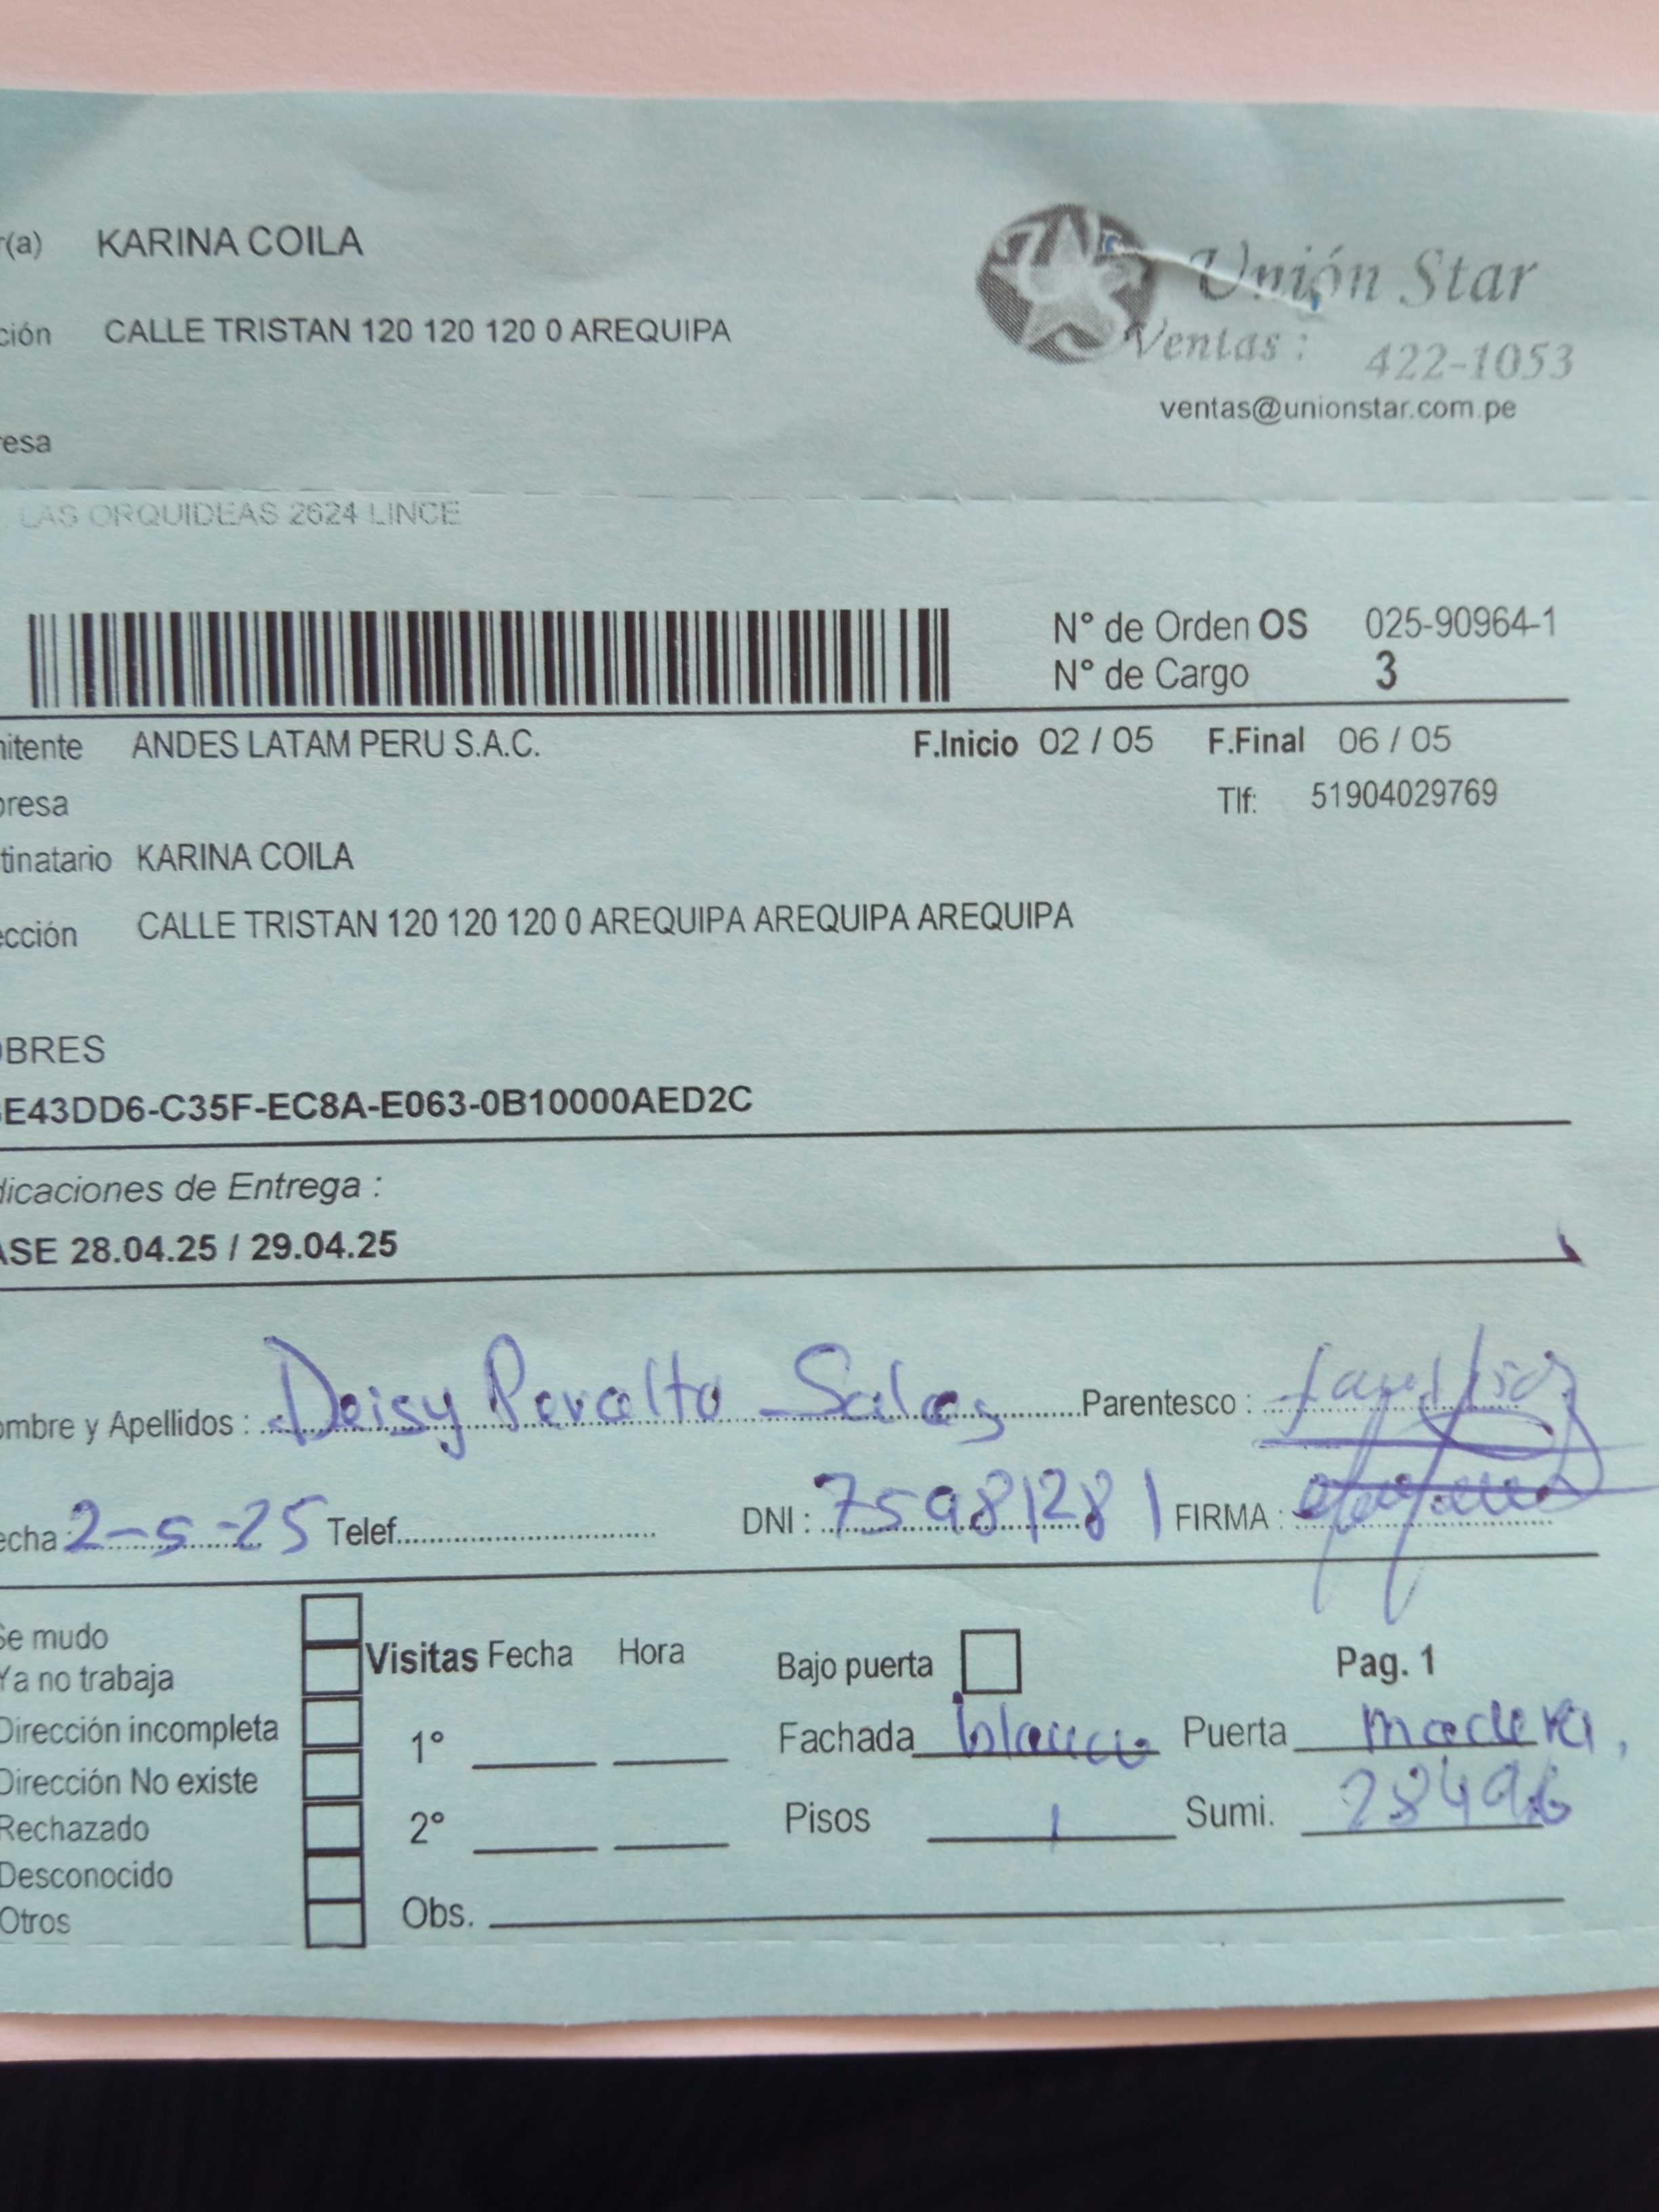 r(a) KARINA COILA
Unión Star
ción CALLE TRISTAN 120 120 120 0 AREQUIPA
Ventas : 422-1053
ventas@unionstar.com.pe
esa
LAS ORQUIDEAS 2624 LINCE
N° de Orden OS 025-90964-1
N° de Cargo 3
nitente ANDES LATAM PERU S.A.C. F.Inicio 02 / 05 F.Final 06 / 05
presa Tlf: 51904029769
tinatario KARINA COILA
ección CALLE TRISTAN 120 120 120 0 AREQUIPA AREQUIPA AREQUIPA
OBRES
E43DD6-C35F-EC8A-E063-0B10000AED2C
dicaciones de Entrega :
ASE 28.04.25 / 29.04.25
ombre y Apellidos : Deisy Peralta Salas Parentesco :
echa : 2-5-25 Telef. DNI : 75981281 FIRMA :
Se mudo
Ya no trabaja
Dirección incompleta
Dirección No existe
Rechazado
Desconocido
Otros
Visitas Fecha Hora
1°
2°
Obs.
Bajo puerta Pag. 1
Fachada blanca Puerta madera,
Pisos 1 Sumi. 28496